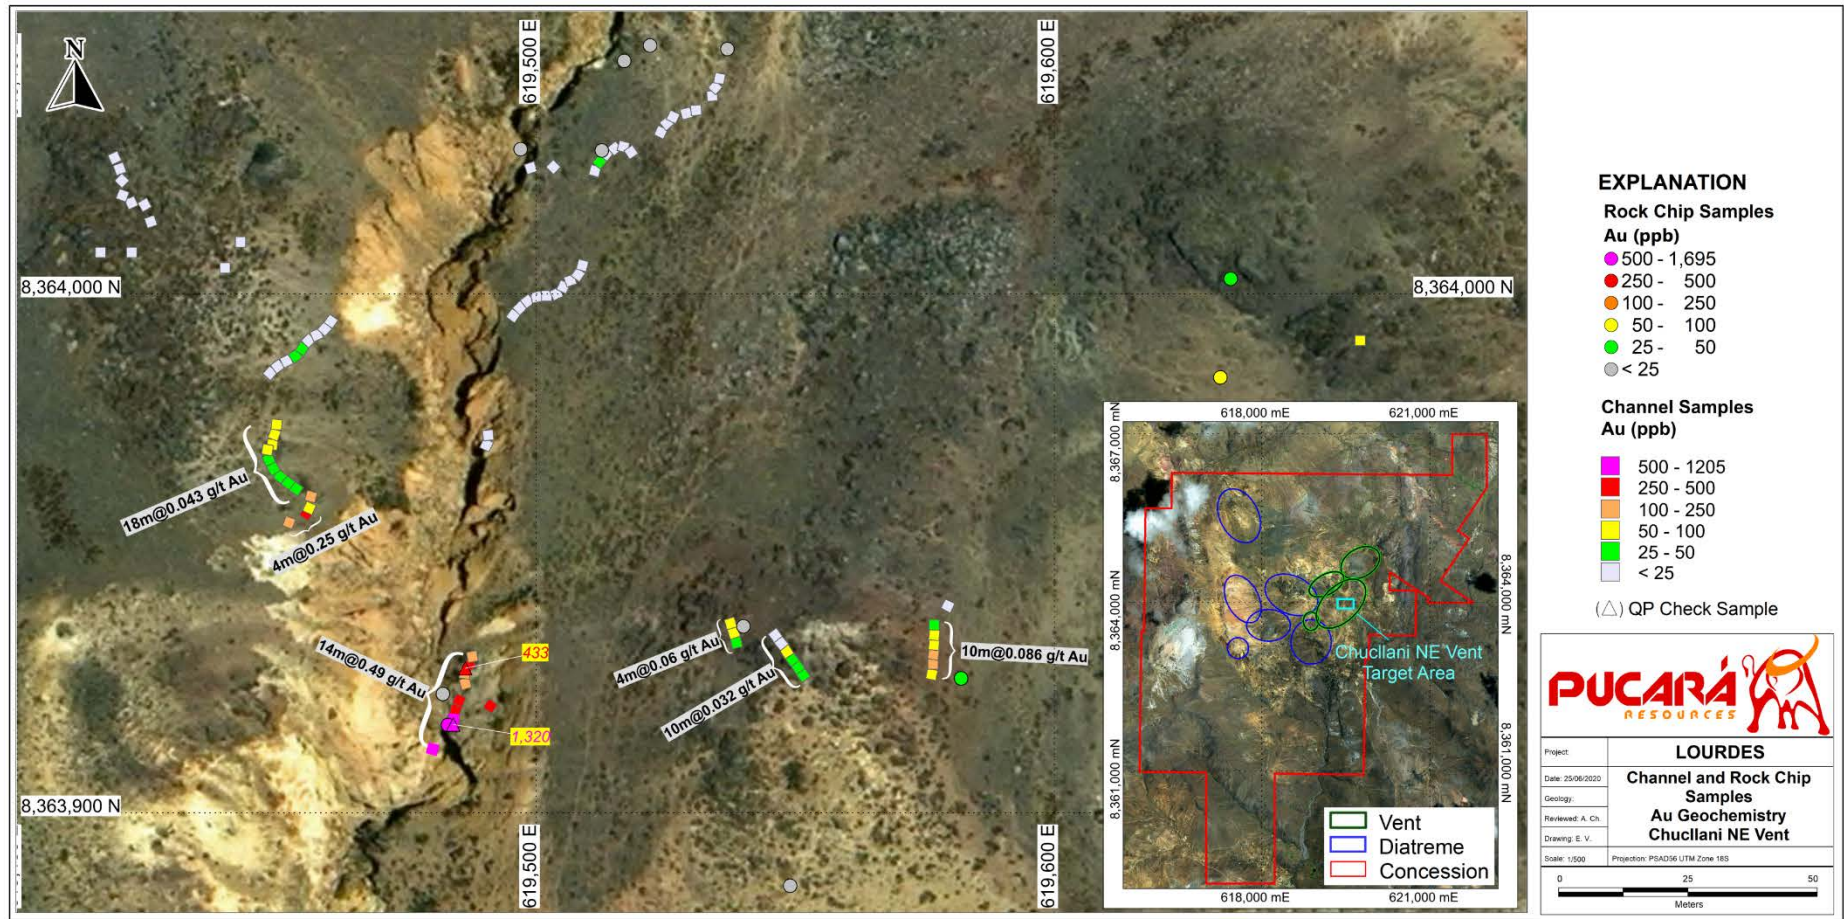 N
619,500 E
619,600 E
8,364,000 N
8,364,000 N
18m@0.043 g/t Au
4m@0.25 g/t Au
14m@0.49 g/t Au
433
1,320
4m@0.06 g/t Au
10m@0.032 g/t Au
10m@0.086 g/t Au
8,363,900 N
619,500 E
619,600 E
618,000 mE
621,000 mE
8,367,000 mN
8,364,000 mN
8,364,000 mN
8,361,000 mN
8,361,000 mN
Chucllani NE Vent
Target Area
Vent
Diatreme
Concession
618,000 mE
621,000 mE
EXPLANATION
Rock Chip Samples
Au (ppb)
500 - 1,695
250 - 500
100 - 250
50 - 100
25 - 50
< 25
Channel Samples
Au (ppb)
500 - 1205
250 - 500
100 - 250
50 - 100
25 - 50
< 25
(△) QP Check Sample
PUCARÁ
RESOURCES
Project:
LOURDES
Date: 25/06/2020
Geology:
Reviewed: A. Ch.
Drawing: E. V.
Channel and Rock Chip
Samples
Au Geochemistry
Chucllani NE Vent
Scale: 1/500
Projection: PSAD56 UTM Zone 18S
0 25 50
Meters